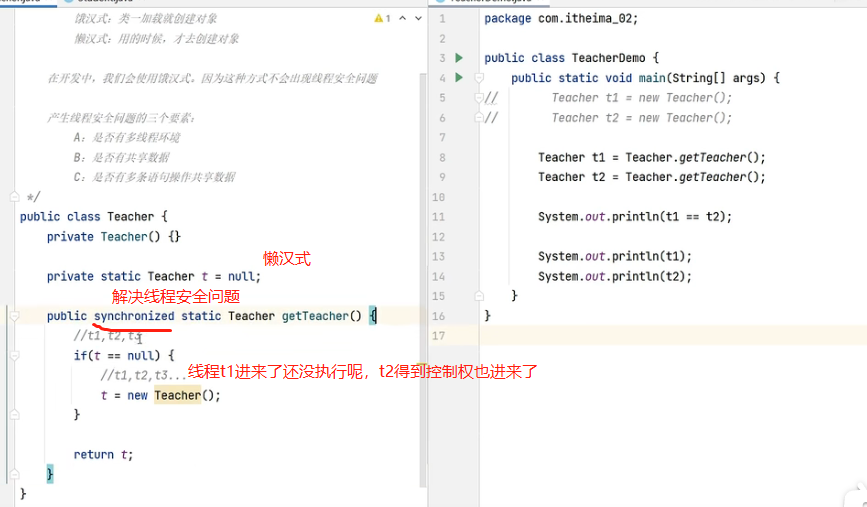 饿汉式：类一加载就创建对象
懒汉式：用的时候，才去创建对象
在开发中，我们会使用饿汉式。因为这种方式不会出现线程安全问题
产生线程安全问题的三个要素：
A：是否有多线程环境
B：是否有共享数据
C：是否有多条语句操作共享数据
*/
public class Teacher {
private Teacher() {}
懒汉式
private static Teacher t = null;
解决线程安全问题
public synchronized static Teacher getTeacher() {
//t1,t2,t3
if(t == null) {
//t1,t2,t3...
线程t1进来了还没执行呢，t2得到控制权也进来了
t = new Teacher();
}
return t;
}
}
1
1 package com.itheima_02;
2
3 public class TeacherDemo {
4 public static void main(String[] args) {
5 // Teacher t1 = new Teacher();
6 // Teacher t2 = new Teacher();
7
8 Teacher t1 = Teacher.getTeacher();
9 Teacher t2 = Teacher.getTeacher();
10
11 System.out.println(t1 == t2);
12
13 System.out.println(t1);
14 System.out.println(t2);
15 }
16 }
17